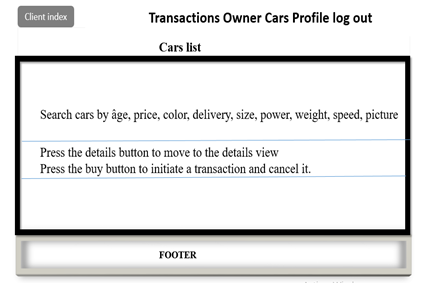 Client index
Transactions Owner Cars Profile log out
Cars list
Search cars by âge, price, color, delivery, size, power, weight, speed, picture
Press the details button to move to the details view
Press the buy button to initiate a transaction and cancel it.
FOOTER